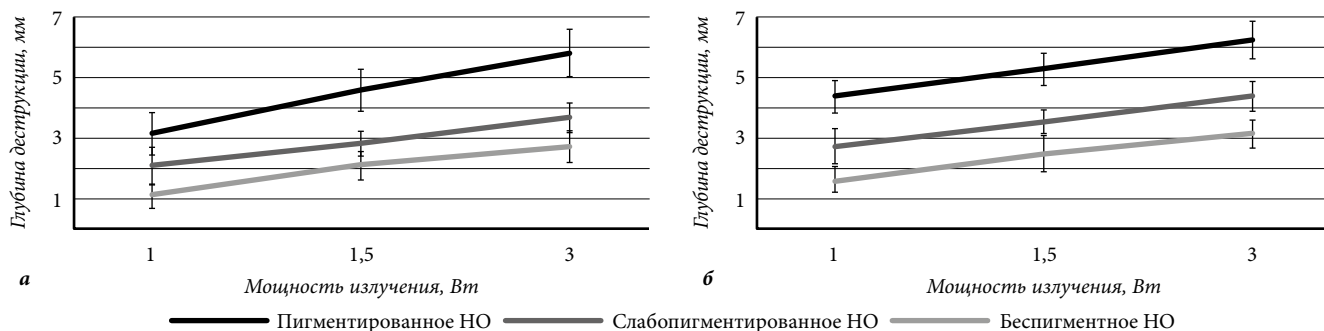 Глубина деструкции, мм
7
5
3
1
1 1,5 3
Мощность излучения, Вт
а
Глубина деструкции, мм
7
5
3
1
1 1,5 3
Мощность излучения, Вт
б
Пигментированное НО Слабопигментированное НО Беспигментное НО